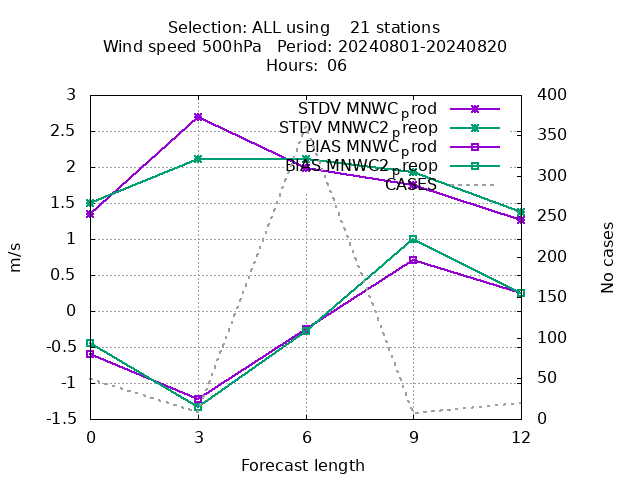 Selection: ALL using 21 stations
Wind speed 500hPa Period: 20240801-20240820
Hours: 06
STDV MNWC_prod
STDV MNWC2_preop
BIAS MNWC_prod
BIAS MNWC2_preop
CASES
3
2.5
2
1.5
1
0.5
0
-0.5
-1
-1.5
m/s
400
350
300
250
200
150
100
50
0
No cases
0 3 6 9 12
Forecast length